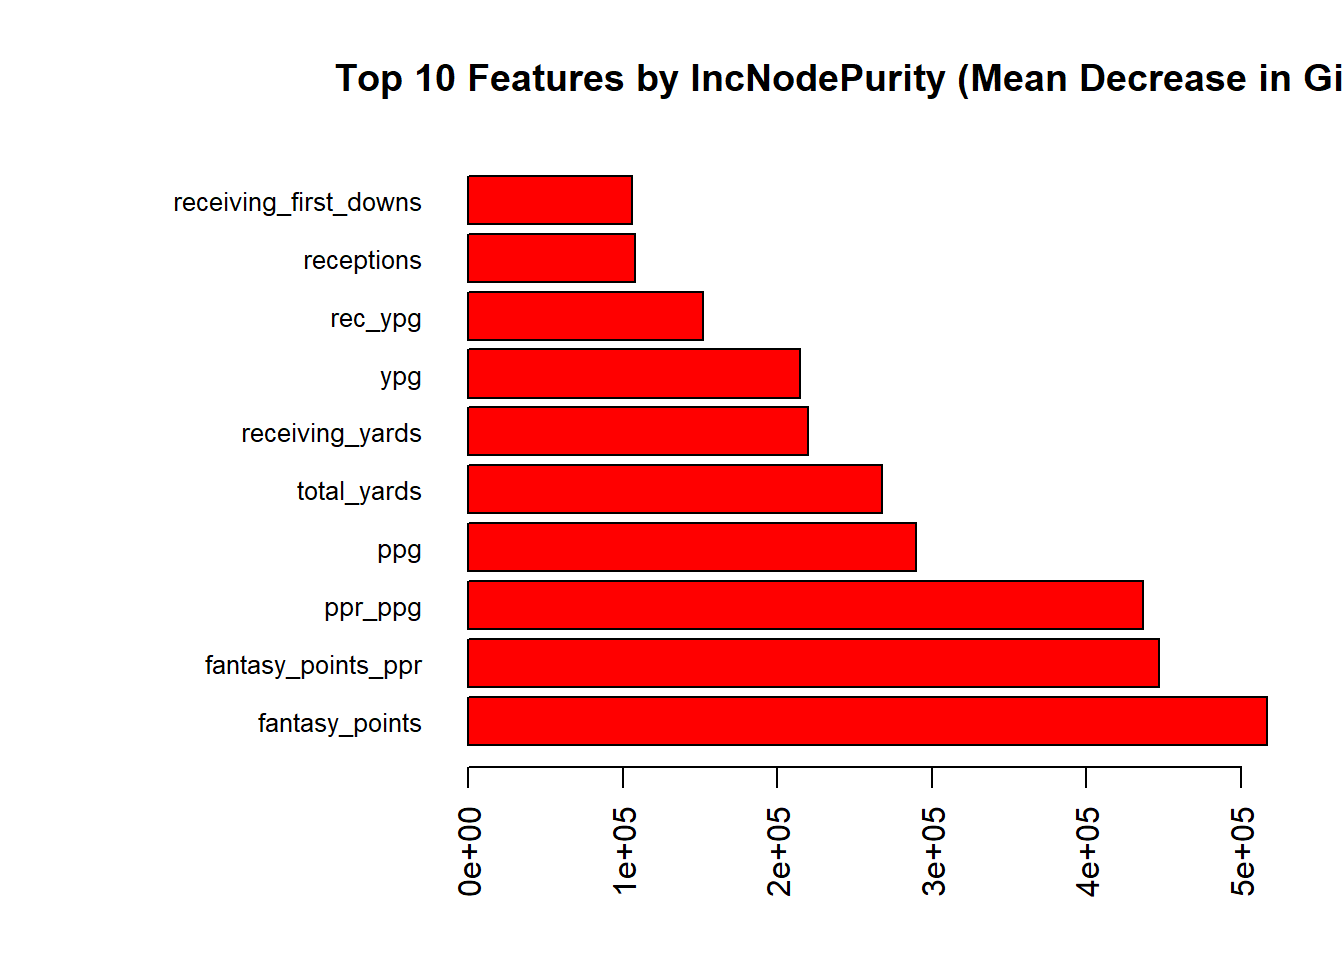 Top 10 Features by IncNodePurity (Mean Decrease in Gi
receiving_first_downs
receptions
rec_ypg
ypg
receiving_yards
total_yards
ppg
ppr_ppg
fantasy_points_ppr
fantasy_points
0e+00
1e+05
2e+05
3e+05
4e+05
5e+05